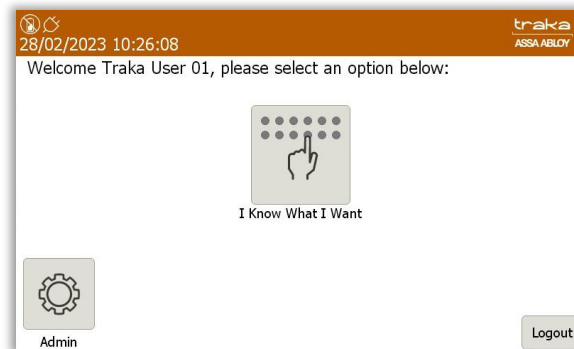 traka
28/02/2023 10:26:08
ASSA ABLOY
Welcome Traka User 01, please select an option below:
I Know What I Want
Admin
Logout